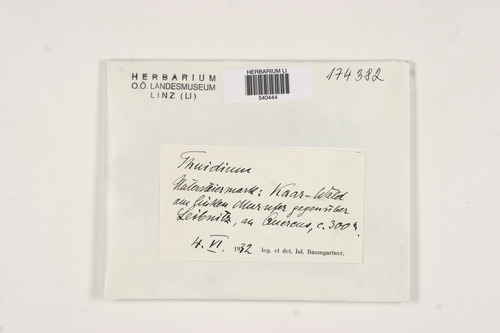 HERBARIUM
O.Ö. LANDESMUSEUM
LINZ (LI)
HERBARIUM LI
540444
174382
Thuidium
Untersteiermark: Kaar-Wald
am linken Murufer gegenüber
Leibnitz, an Quercus, c. 300 m.
4. VI. 1932 leg. et det. Jul. Baumgartner.